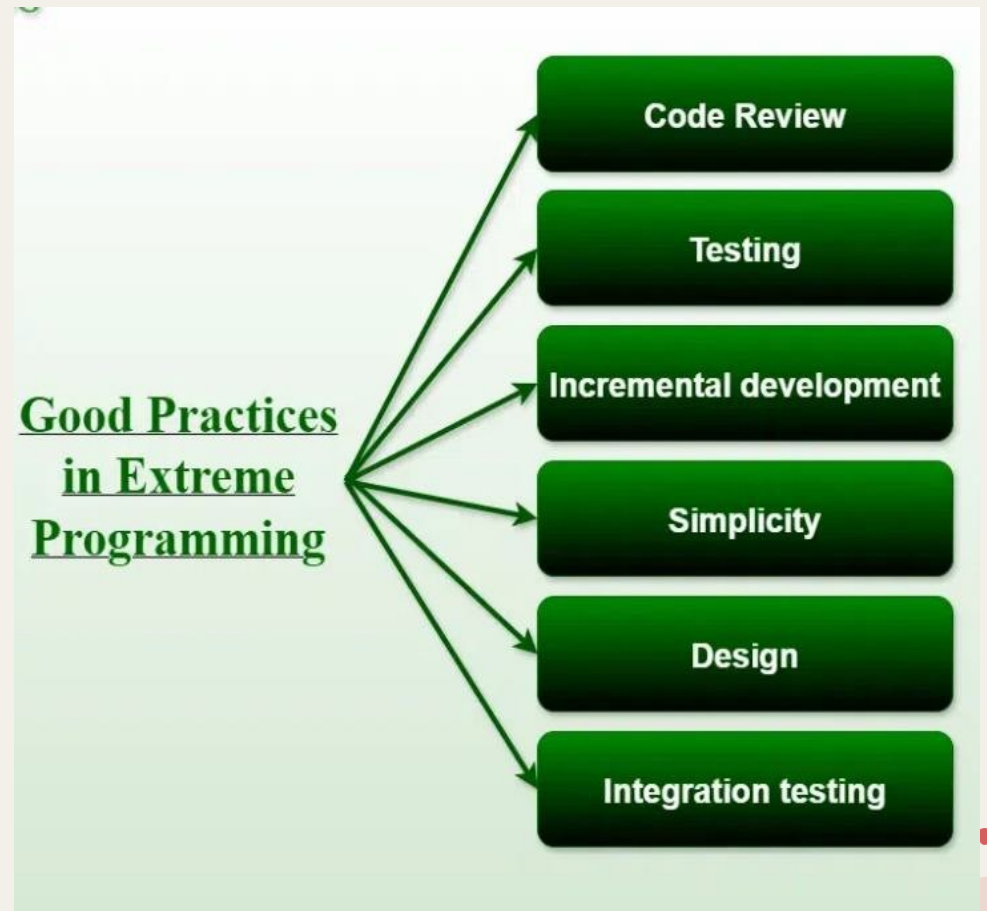 Good Practices
in Extreme
Programming
Code Review
Testing
Incremental development
Simplicity
Design
Integration testing